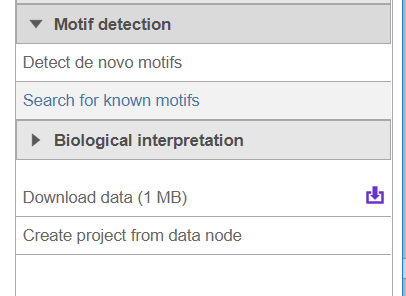 Motif detection
Detect de novo motifs
Search for known motifs
Biological interpretation
Download data (1 MB)
Create project from data node